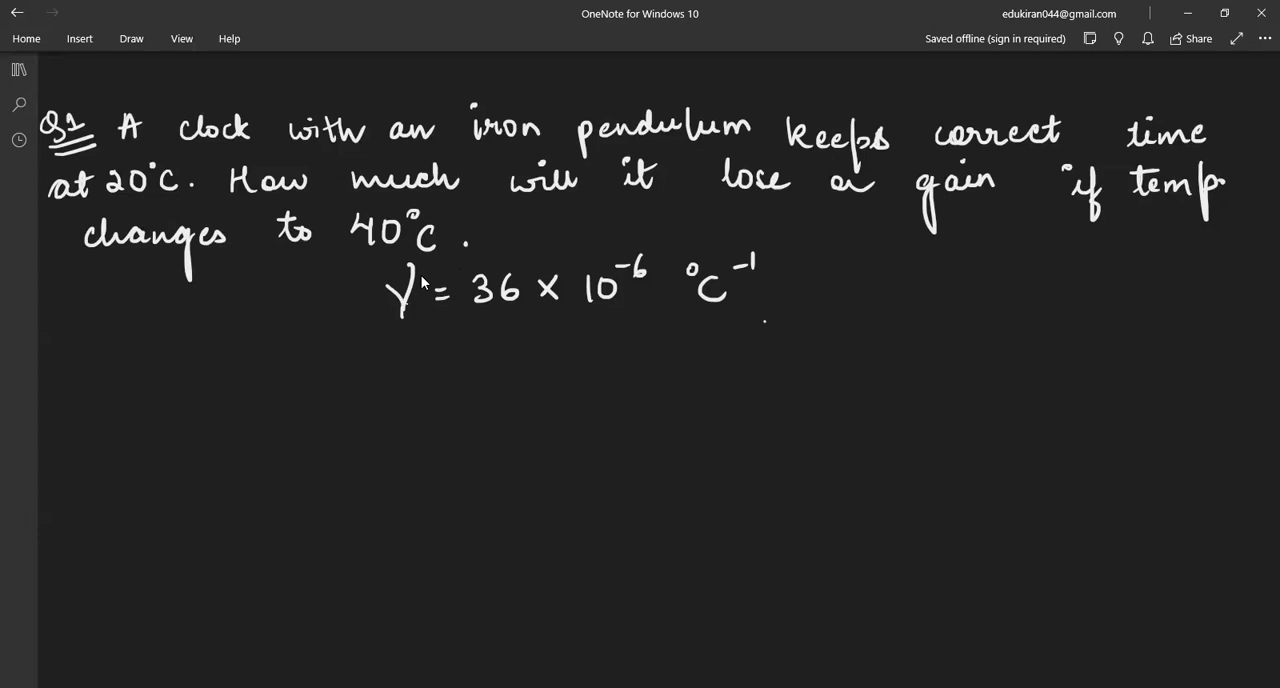 OneNote for Windows 10
edukiran044@gmail.com
Home Insert Draw View Help
Saved offline (sign in required)
Share
Q1 A clock with an iron pendulum keeps correct time
at 20°C. How much will it lose or gain if temp
changes to 40°C.
γ = 36 × 10⁻⁶ °C⁻¹